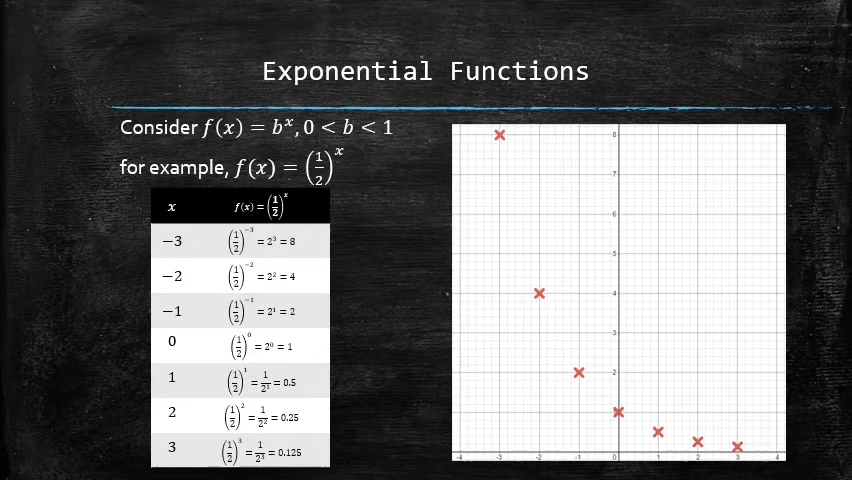 Exponential Functions
Consider f(x) = b^x, 0 < b < 1
for example, f(x) = (1/2)^x
x f(x) = (1/2)^x
−3 (1/2)^−3 = 2^3 = 8
−2 (1/2)^−2 = 2^2 = 4
−1 (1/2)^−1 = 2^1 = 2
0 (1/2)^0 = 2^0 = 1
1 (1/2)^1 = 1/2^1 = 0.5
2 (1/2)^2 = 1/2^2 = 0.25
3 (1/2)^3 = 1/2^3 = 0.125
8
7
6
5
4
3
2
-4 -3 -2 -1 0 1 2 3 4